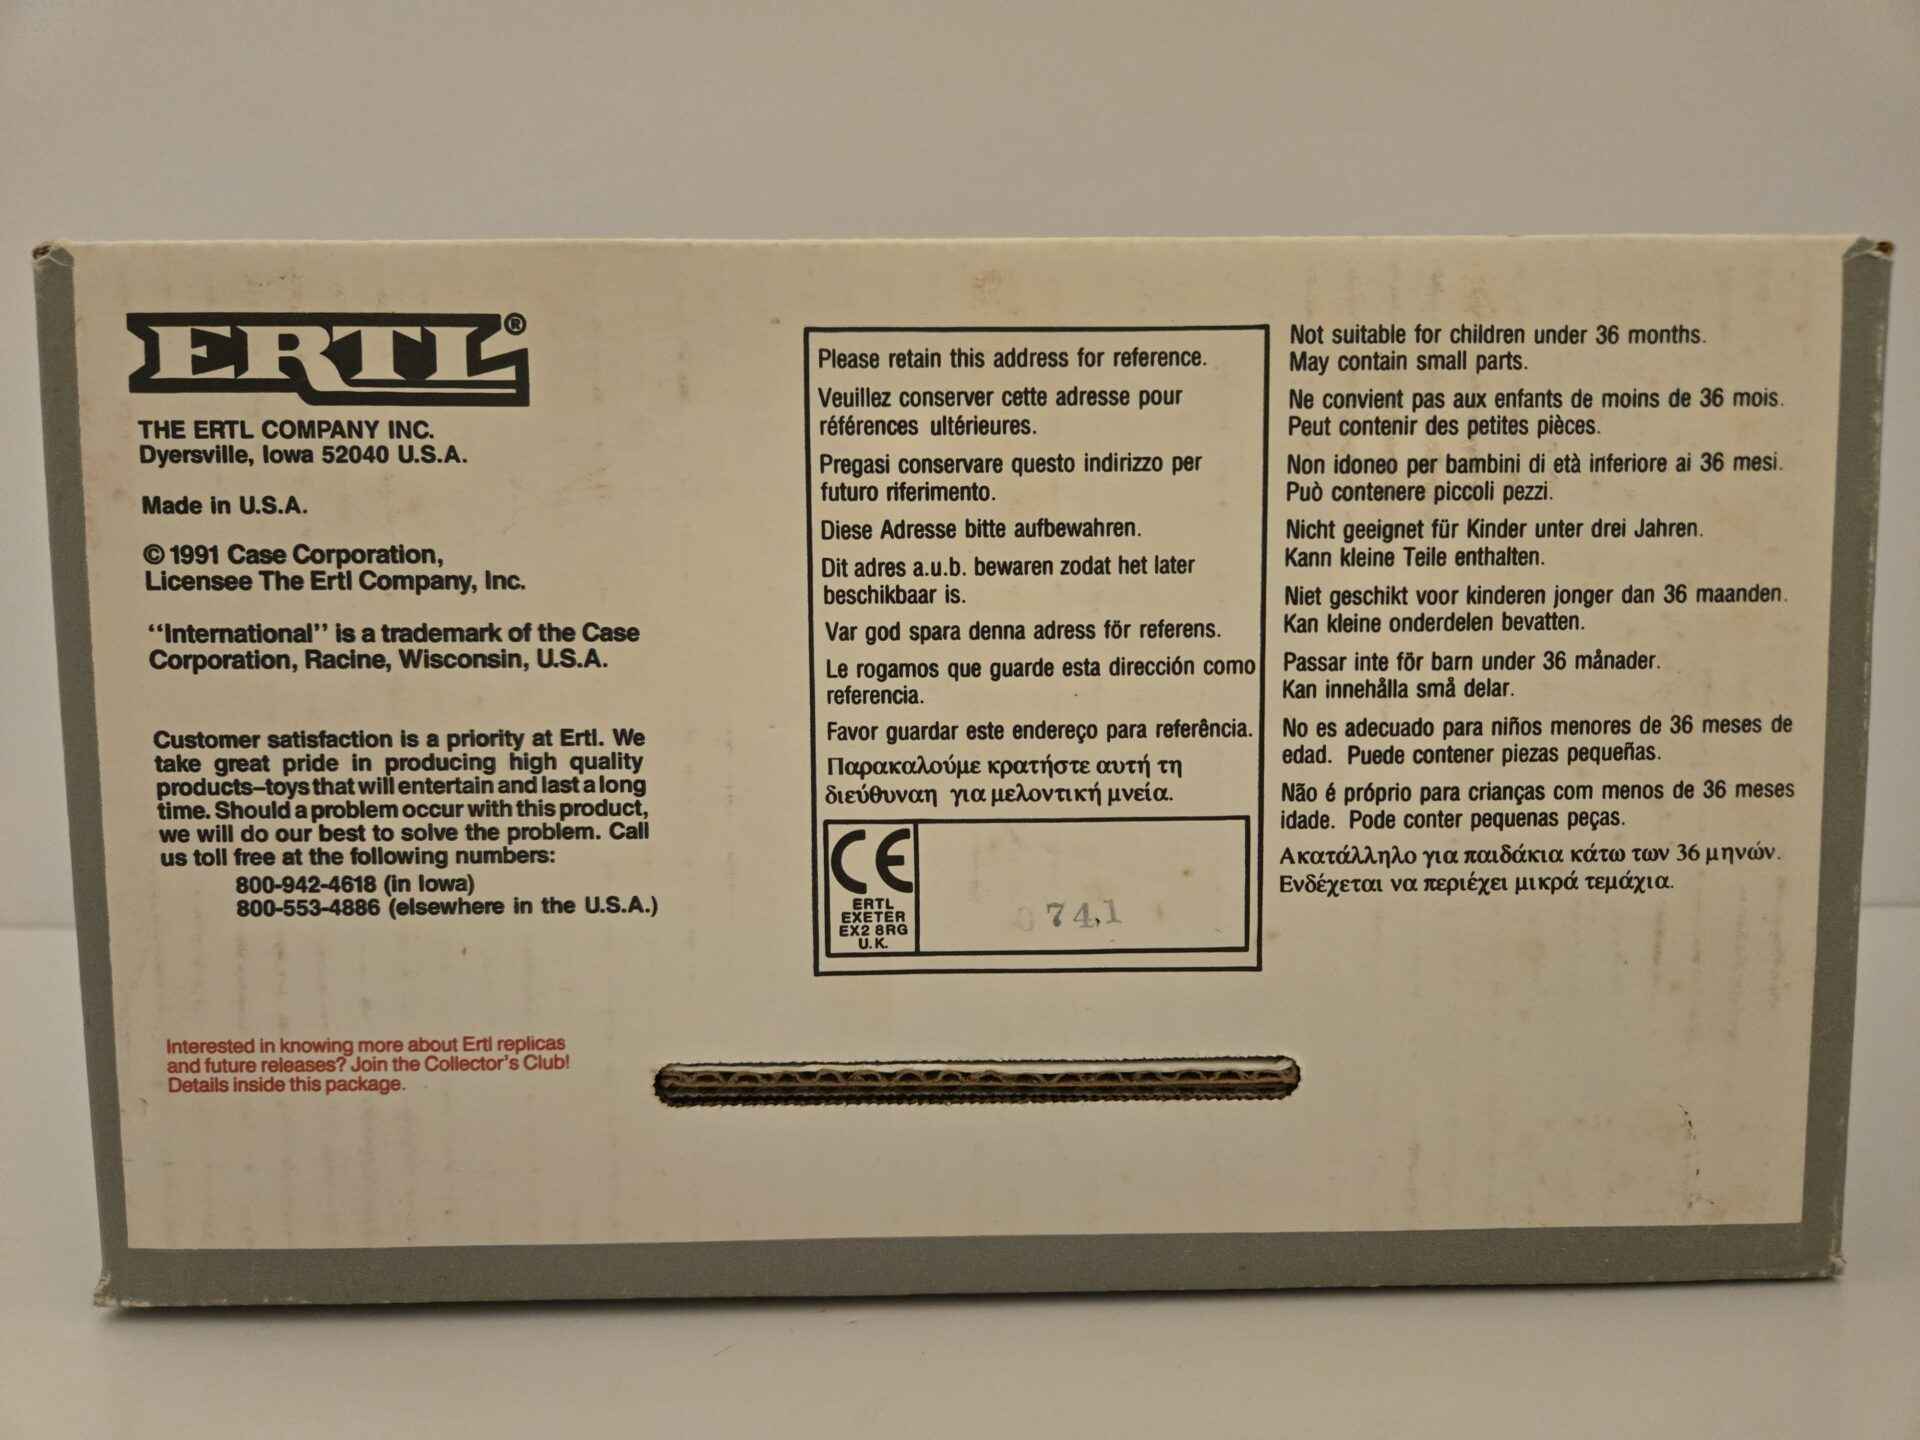 ERTL®
THE ERTL COMPANY INC.
Dyersville, Iowa 52040 U.S.A.
Made in U.S.A.
© 1991 Case Corporation,
Licensee The Ertl Company, Inc.
“International” is a trademark of the Case
Corporation, Racine, Wisconsin, U.S.A.
Customer satisfaction is a priority at Ertl. We
take great pride in producing high quality
products–toys that will entertain and last a long
time. Should a problem occur with this product,
we will do our best to solve the problem. Call
us toll free at the following numbers:
800-942-4618 (in Iowa)
800-553-4886 (elsewhere in the U.S.A.)
Interested in knowing more about Ertl replicas
and future releases? Join the Collector's Club!
Details inside this package.
Please retain this address for reference.
Veuillez conserver cette adresse pour
références ultérieures.
Pregasi conservare questo indirizzo per
futuro riferimento.
Diese Adresse bitte aufbewahren.
Dit adres a.u.b. bewaren zodat het later
beschikbaar is.
Var god spara denna adress för referens.
Le rogamos que guarde esta dirección como
referencia.
Favor guardar este endereço para referência.
Παρακαλούμε κρατήστε αυτή τη
διεύθυναη για μελοντική μνεία.
CE
ERTL
EXETER
EX2 8RG
U.K.
741
Not suitable for children under 36 months.
May contain small parts.
Ne convient pas aux enfants de moins de 36 mois.
Peut contenir des petites pièces.
Non idoneo per bambini di età inferiore ai 36 mesi.
Può contenere piccoli pezzi.
Nicht geeignet für Kinder unter drei Jahren.
Kann kleine Teile enthalten.
Niet geschikt voor kinderen jonger dan 36 maanden.
Kan kleine onderdelen bevatten.
Passar inte för barn under 36 månader.
Kan innehålla små delar.
No es adecuado para niños menores de 36 meses de
edad. Puede contener piezas pequeñas.
Não é próprio para crianças com menos de 36 meses
idade. Pode conter pequenas peças.
Ακατάλληλο για παιδάκια κάτω των 36 μηνών.
Ενδέχεται να περιέχει μικρά τεμάχια.